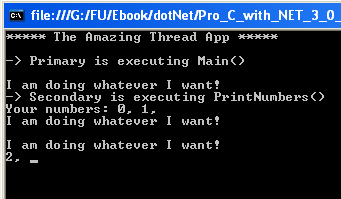 file:///G:/FU/Ebook/dotNet/Pro_C_with_NET_3_0_
***** The Amazing Thread App *****
-> Primary is executing Main()
I am doing whatever I want!
-> Secondary is executing PrintNumbers()
Your numbers: 0, 1,
I am doing whatever I want!
I am doing whatever I want!
2, _